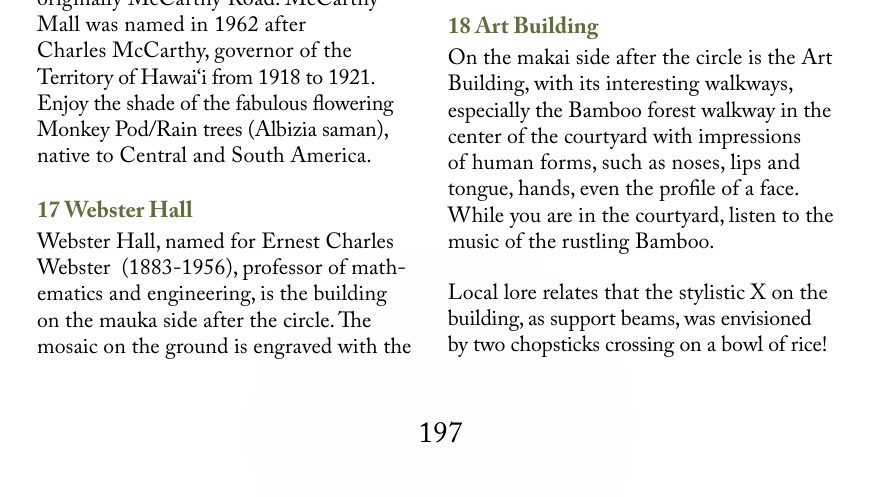 originally McCarthy Road. McCarthy
Mall was named in 1962 after
Charles McCarthy, governor of the
Territory of Hawai‘i from 1918 to 1921.
Enjoy the shade of the fabulous flowering
Monkey Pod/Rain trees (Albizia saman),
native to Central and South America.
17 Webster Hall
Webster Hall, named for Ernest Charles
Webster  (1883-1956), professor of math-
ematics and engineering, is the building
on the mauka side after the circle. The
mosaic on the ground is engraved with the
18 Art Building
On the makai side after the circle is the Art
Building, with its interesting walkways,
especially the Bamboo forest walkway in the
center of the courtyard with impressions
of human forms, such as noses, lips and
tongue, hands, even the profile of a face.
While you are in the courtyard, listen to the
music of the rustling Bamboo.
Local lore relates that the stylistic X on the
building, as support beams, was envisioned
by two chopsticks crossing on a bowl of rice!
197